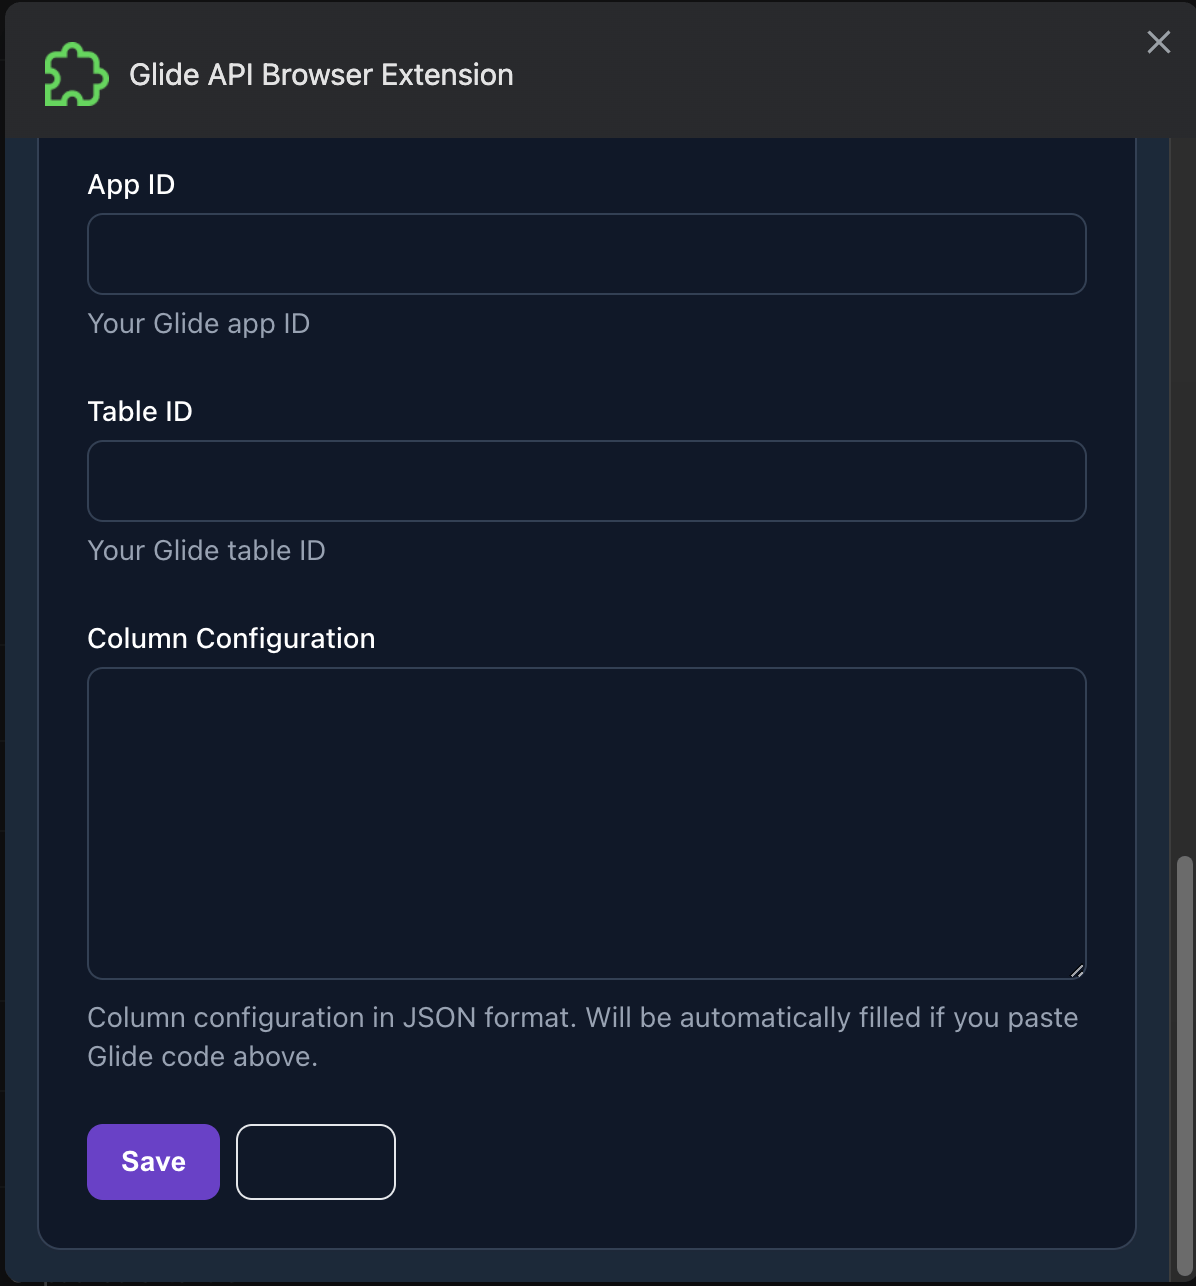 Glide API Browser Extension
App ID
Your Glide app ID
Table ID
Your Glide table ID
Column Configuration
Column configuration in JSON format. Will be automatically filled if you paste
Glide code above.
Save